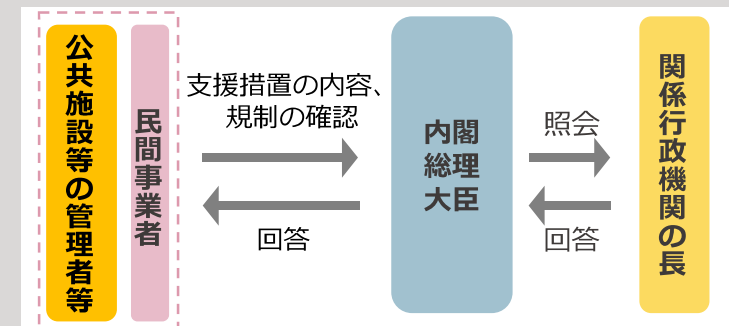 公共施設等の管理者等
民間事業者
支援措置の内容、
規制の確認
回答
内閣
総理
大臣
照会
回答
関係行政機関の長